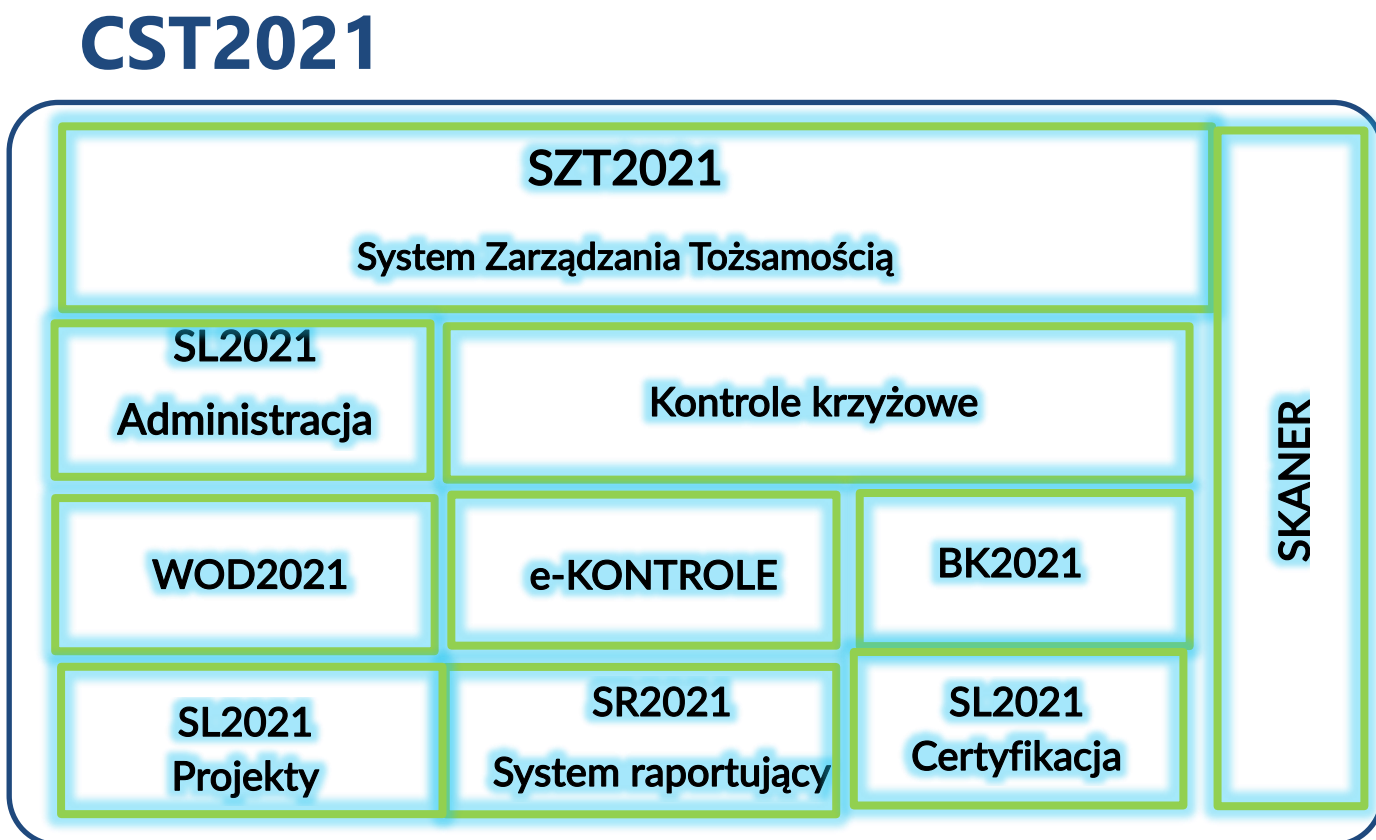 CST2021
SZT2021
System Zarządzania Tożsamością
SL2021
Administracja
Kontrole krzyżowe
SKANER
WOD2021
e-KONTROLE
BK2021
SL2021
Projekty
SR2021
System raportujący
SL2021
Certyfikacja